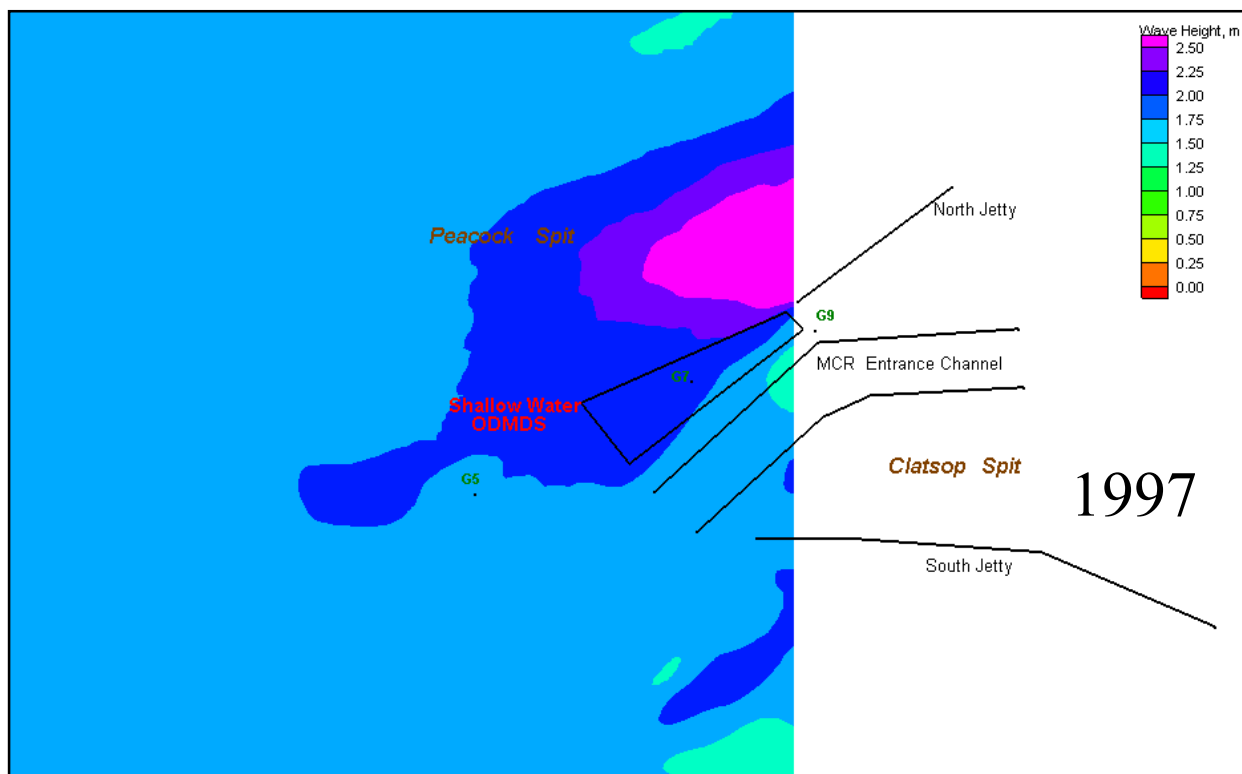 Wave Height, m
2.50
2.25
2.00
1.75
1.50
1.25
1.00
0.75
0.50
0.25
0.00
North Jetty
Peacock Spit
G9
MCR Entrance Channel
G7
Shallow Water
ODMDS
Clatsop Spit
G5
1997
South Jetty